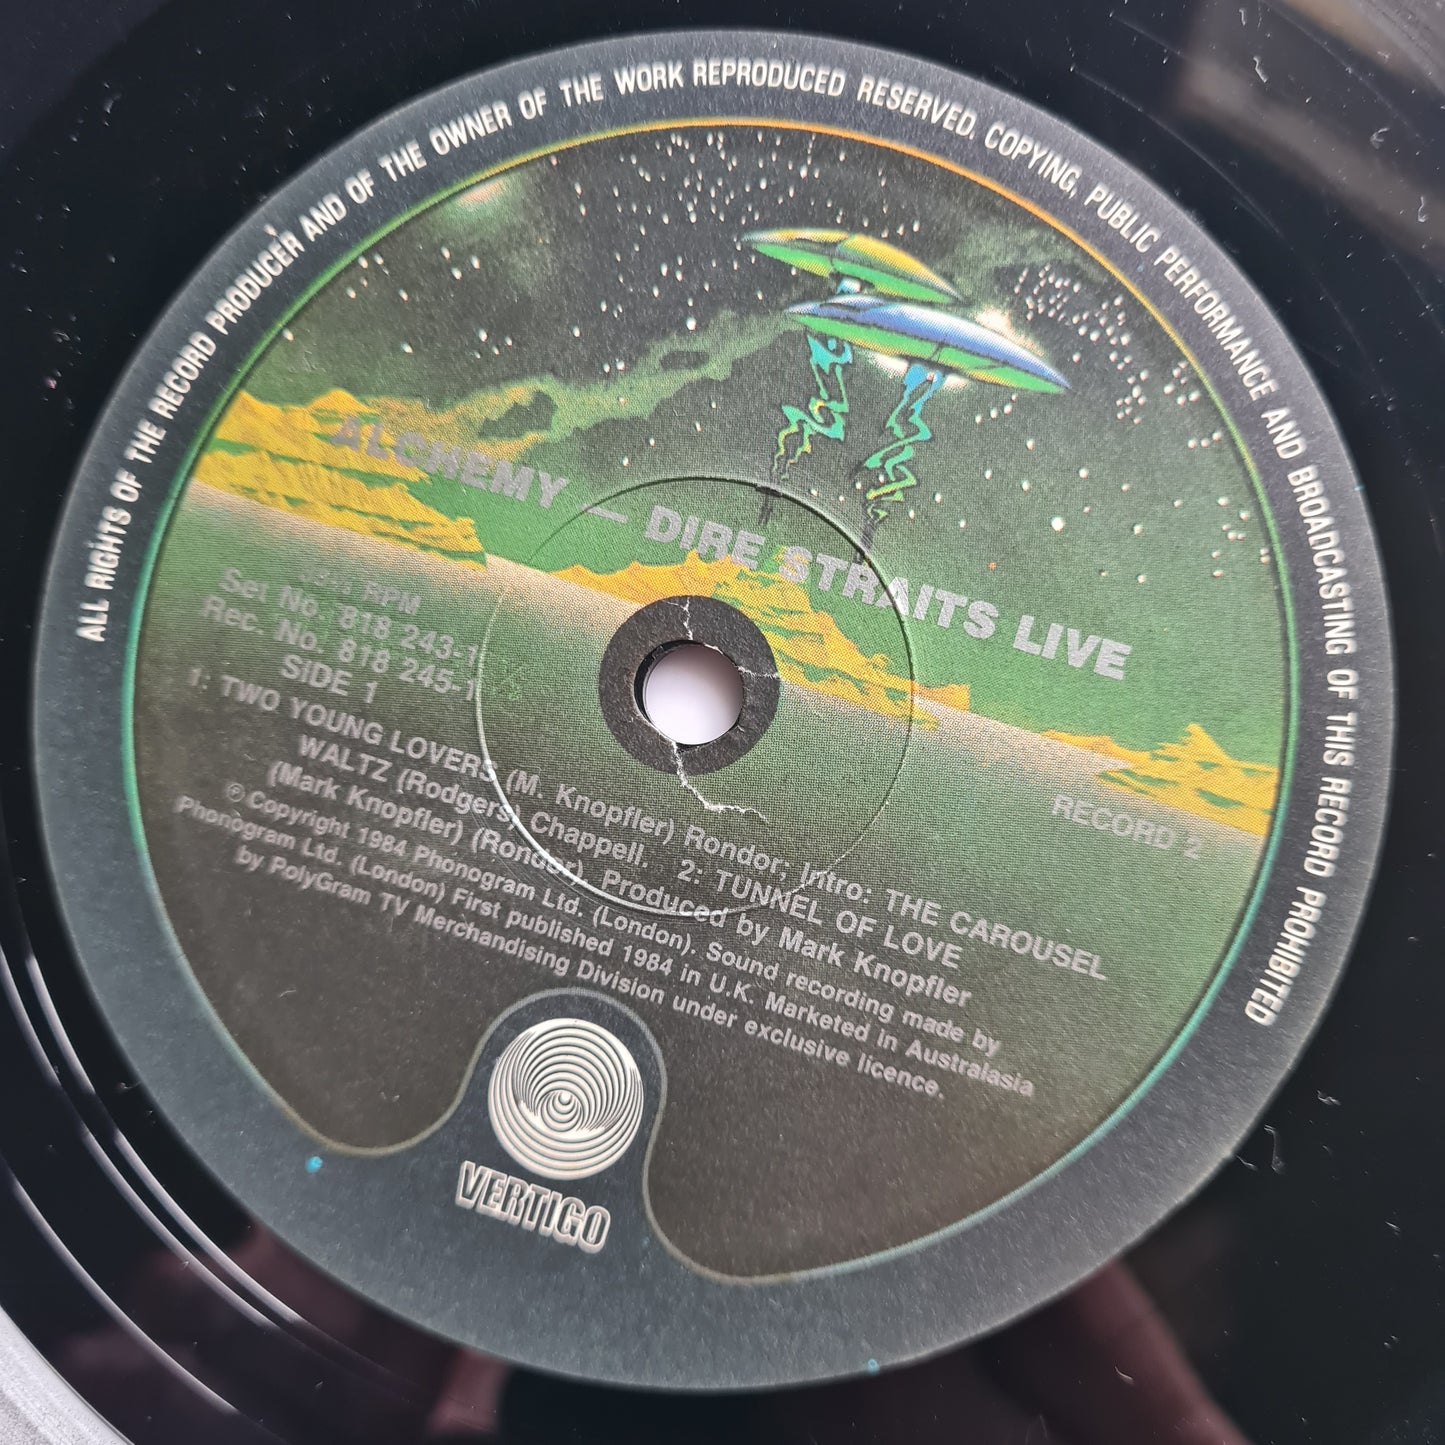 ALL RIGHTS OF THE RECORD PRODUCER AND OF THE OWNER OF THE WORK REPRODUCED RESERVED. COPYING, PUBLIC PERFORMANCE AND BROADCASTING OF THIS RECORD PROHIBITED
ALCHEMY — DIRE STRAITS LIVE
33⅓ RPM
Set No. 818 243-1
Rec. No. 818 245-1
SIDE 1
RECORD 2
1: TWO YOUNG LOVERS (M. Knopfler) Rondor; Intro: THE CAROUSEL
WALTZ (Rodgers) Chappell. 2: TUNNEL OF LOVE
(Mark Knopfler) (Rondor). Produced by Mark Knopfler
℗ Copyright 1984 Phonogram Ltd. (London). Sound recording made by
Phonogram Ltd. (London) First published 1984 in U.K. Marketed in Australasia
by PolyGram TV Merchandising Division under exclusive licence.
VERTIGO